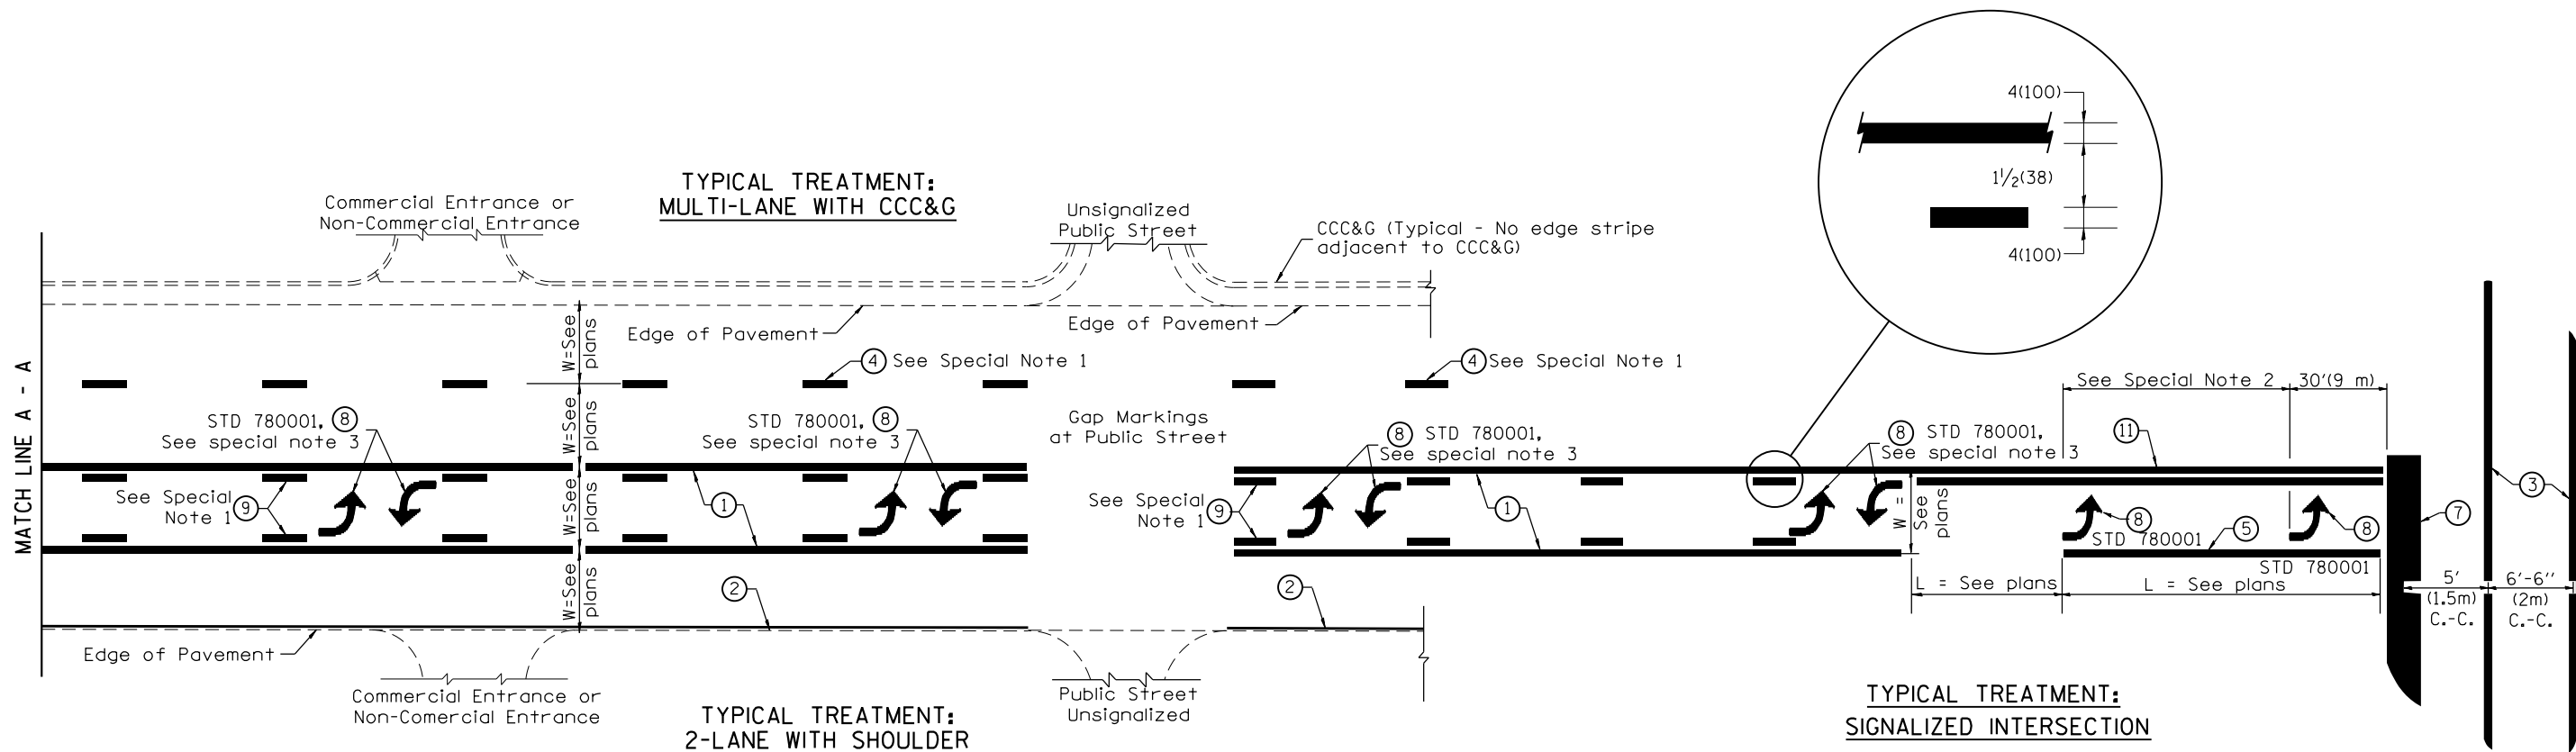 TYPICAL TREATMENT:
MULTI-LANE WITH CCC&G
Commercial Entrance or
Non-Commercial Entrance
Unsignalized
Public Street
CCC&G (Typical - No edge stripe
adjacent to CCC&G)
4(100)
1 1/2(38)
4(100)
Edge of Pavement
Edge of Pavement
W=See
plans
4 See Special Note 1
4 See Special Note 1
MATCH LINE A - A
STD 780001, 8
See special note 3
W=See
plans
STD 780001, 8
See special note 3
Gap Markings
at Public Street
8 STD 780001,
See special note 3
8 STD 780001,
See special note 3
See Special Note 2
30'(9 m)
11
See Special
Note 1 9
1
W=See
plans
See Special
Note 1 9
1
W =
See
plans
8
STD 780001
5
8
STD 780001
7
3
2
W=See
plans
2
L = See plans
L = See plans
5'
(1.5m)
C.-C.
6'-6"
(2m)
C.-C.
Edge of Pavement
Commercial Entrance or
Non-Comercial Entrance
Public Street
Unsignalized
TYPICAL TREATMENT:
2-LANE WITH SHOULDER
TYPICAL TREATMENT:
SIGNALIZED INTERSECTION